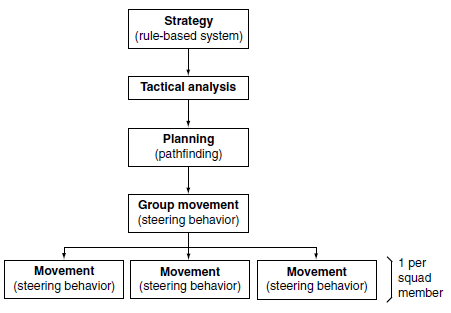 Strategy
(rule-based system)
Tactical analysis
Planning
(pathfinding)
Group movement
(steering behavior)
Movement
(steering behavior)
Movement
(steering behavior)
Movement
(steering behavior)
1 per
squad
member